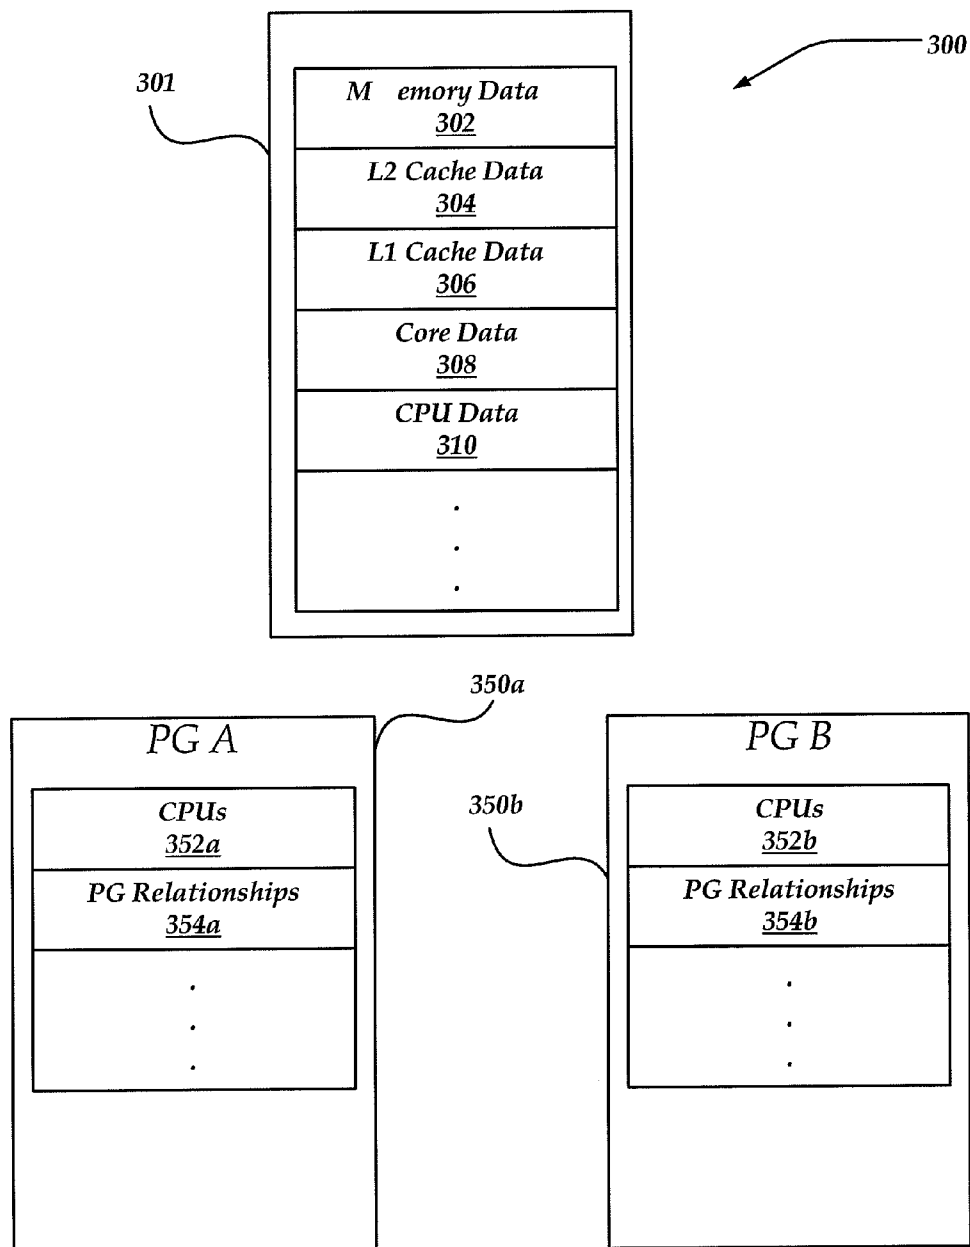 300
301
M emory Data
302
L2 Cache Data
304
L1 Cache Data
306
Core Data
308
CPU Data
310
.
.
.
350a
PG A
CPUs
352a
PG Relationships
354a
.
.
.
350b
PG B
CPUs
352b
PG Relationships
354b
.
.
.